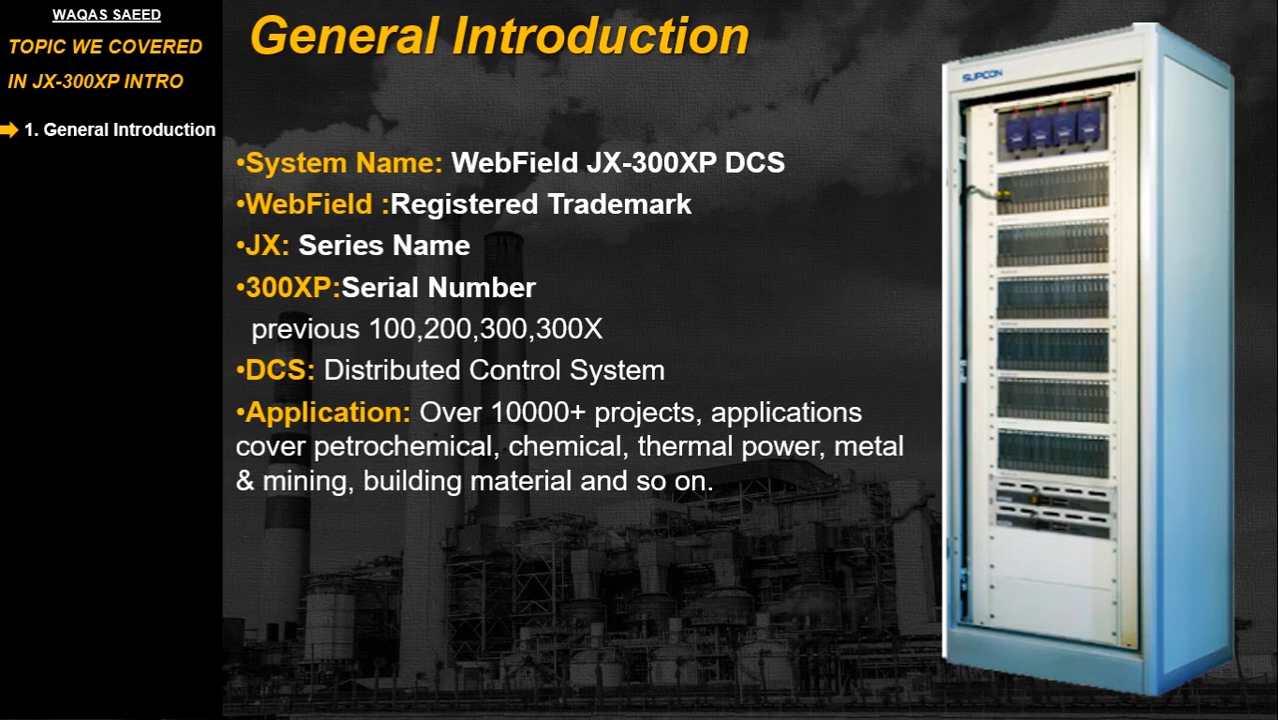 WAQAS SAEED
TOPIC WE COVERED
IN JX-300XP INTRO
1. General Introduction
General Introduction
•System Name: WebField JX-300XP DCS
•WebField :Registered Trademark
•JX: Series Name
•300XP:Serial Number
previous 100,200,300,300X
•DCS: Distributed Control System
•Application: Over 10000+ projects, applications
cover petrochemical, chemical, thermal power, metal
& mining, building material and so on.
SUPCON